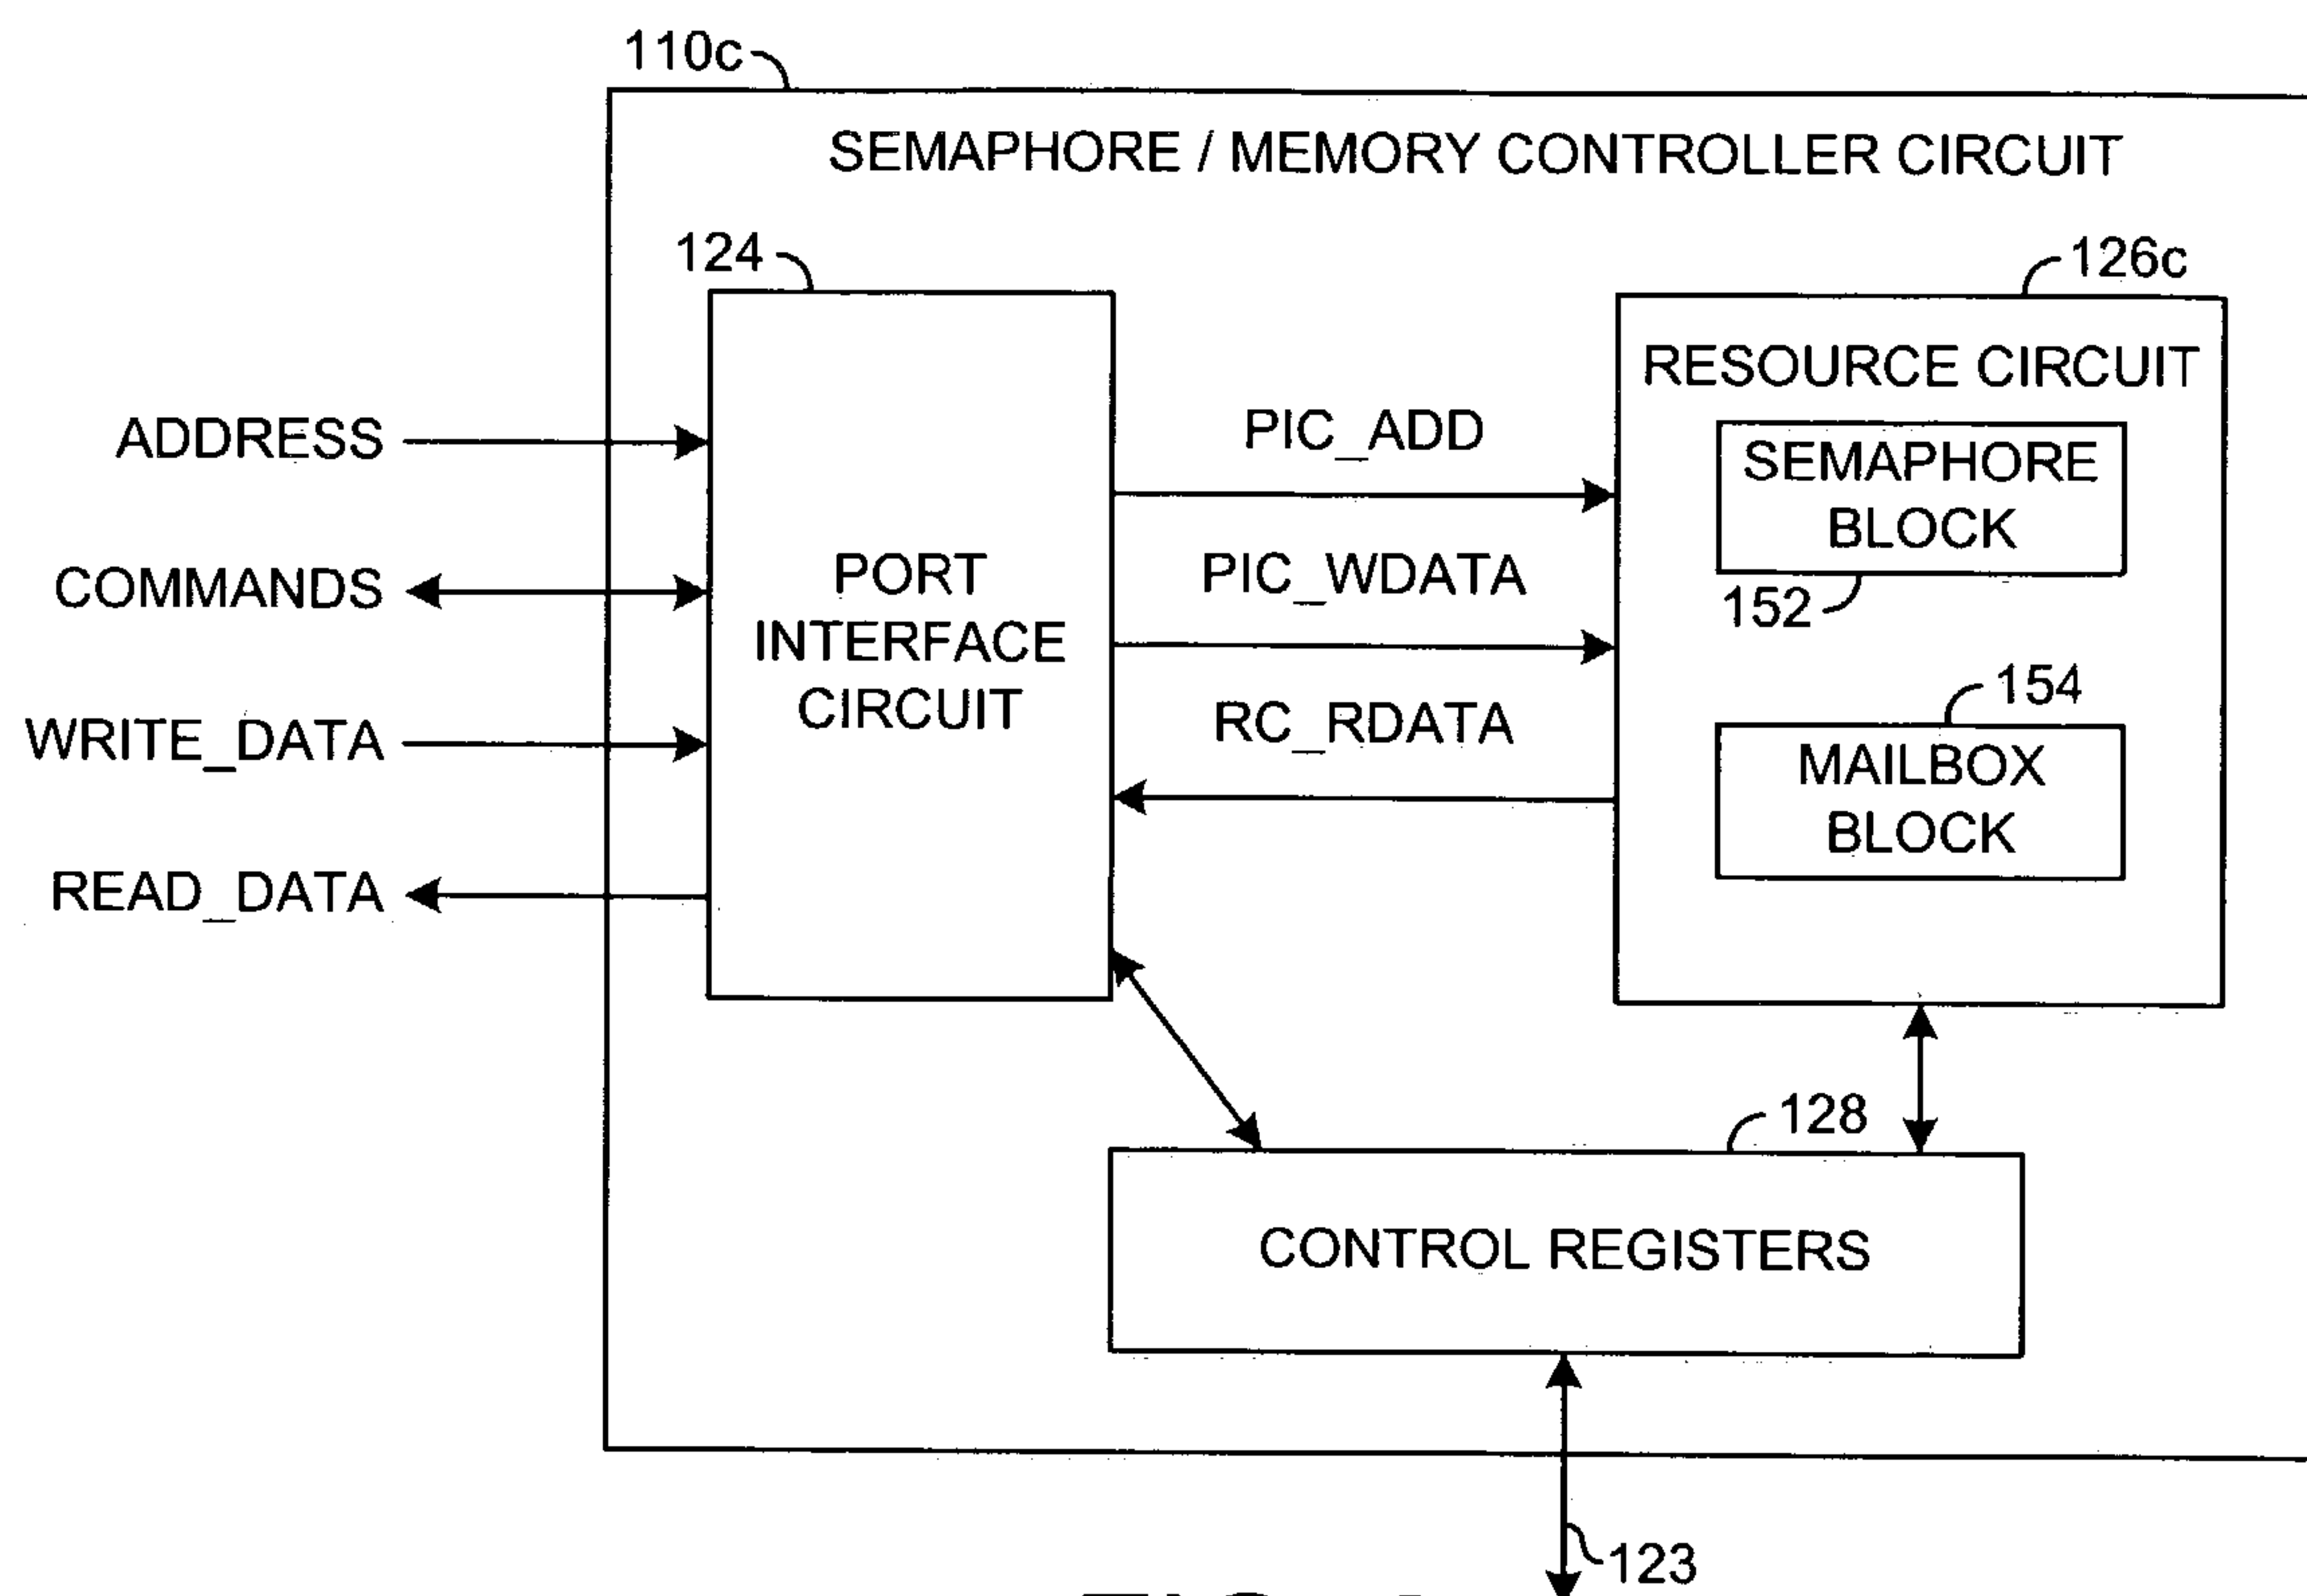 110c
SEMAPHORE / MEMORY CONTROLLER CIRCUIT
124
126c
RESOURCE CIRCUIT
ADDRESS
PIC_ADD
SEMAPHORE
BLOCK
COMMANDS
PORT
INTERFACE
CIRCUIT
PIC_WDATA
152
WRITE_DATA
RC_RDATA
154
MAILBOX
BLOCK
READ_DATA
128
CONTROL REGISTERS
123